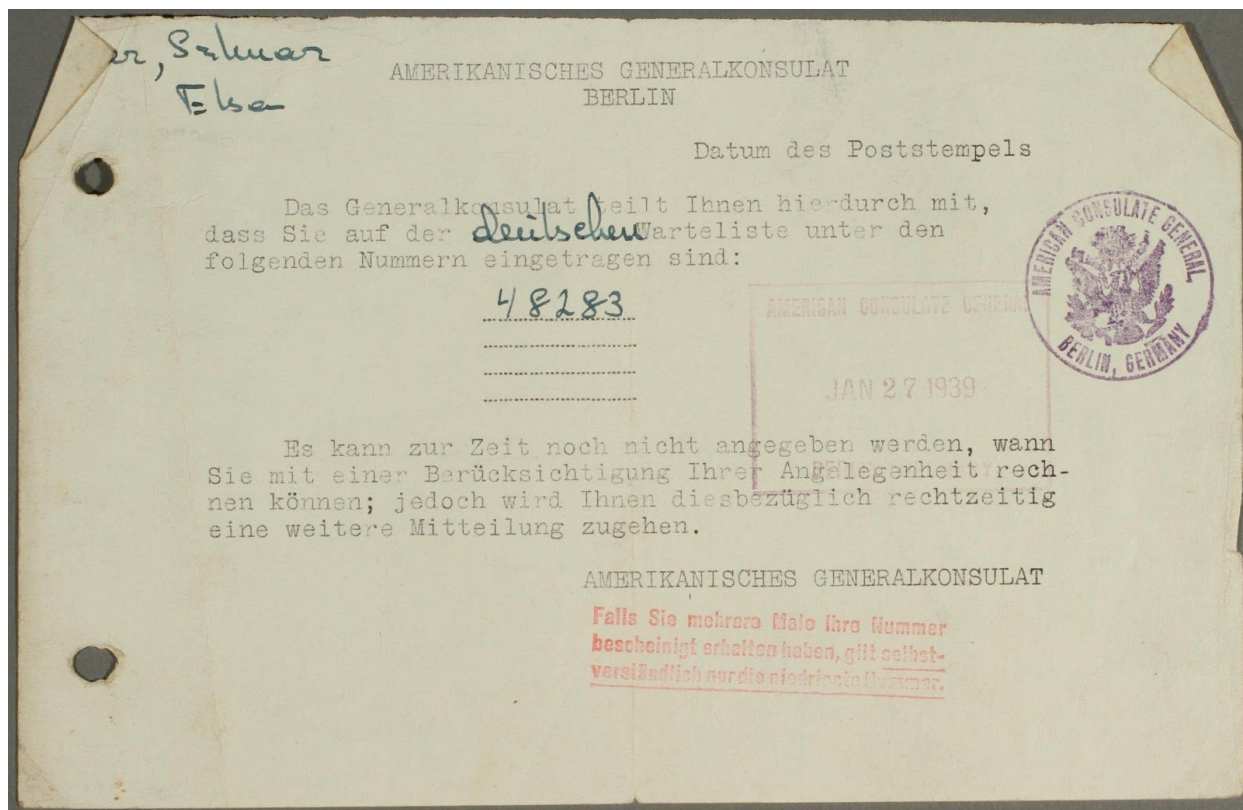 er, Selmar
Elsa
AMERIKANISCHES GENERALKONSULAT
BERLIN
Datum des Poststempels
Das Generalkonsulat teilt Ihnen hierdurch mit,
dass Sie auf der deutschen Warteliste unter den
folgenden Nummern eingetragen sind:
48283
AMERICAN CONSULATE GENERAL
JAN 27 1939
AMERICAN CONSULATE GENERAL,
BERLIN, GERMANY
Es kann zur Zeit noch nicht angegeben werden, wann
Sie mit einer Berücksichtigung Ihrer Angelegenheit rech-
nen können; jedoch wird Ihnen diesbezüglich rechtzeitig
eine weitere Mitteilung zugehen.
AMERIKANISCHES GENERALKONSULAT
Falls Sie mehrere Male Ihre Nummer
bescheinigt erhalten haben, gilt selbst-
verständlich nur die niedrigste Nummer.